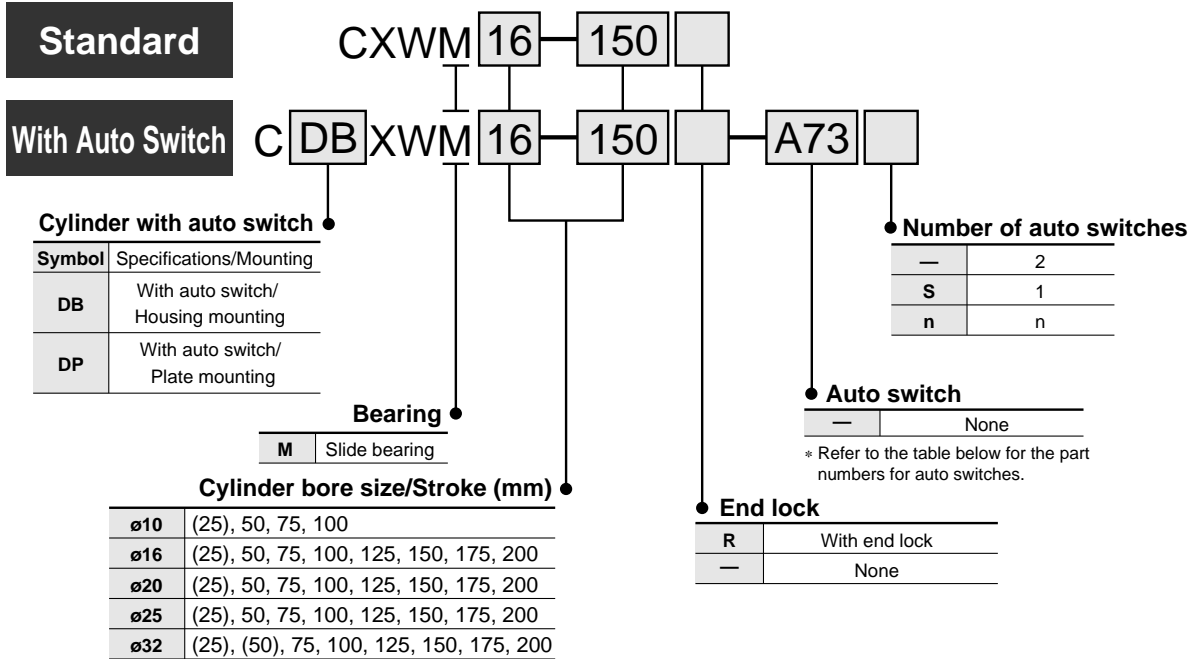 Standard
CXWM 16 — 150
With Auto Switch
C DB XWM 16 — 150 — A73
Cylinder with auto switch
Symbol Specifications/Mounting
DB With auto switch/
Housing mounting
DP With auto switch/
Plate mounting
Number of auto switches
— 2
S 1
n n
Auto switch
— None
* Refer to the table below for the part
numbers for auto switches.
Bearing
M Slide bearing
Cylinder bore size/Stroke (mm)
ø10 (25), 50, 75, 100
ø16 (25), 50, 75, 100, 125, 150, 175, 200
ø20 (25), 50, 75, 100, 125, 150, 175, 200
ø25 (25), 50, 75, 100, 125, 150, 175, 200
ø32 (25), (50), 75, 100, 125, 150, 175, 200
End lock
R With end lock
— None